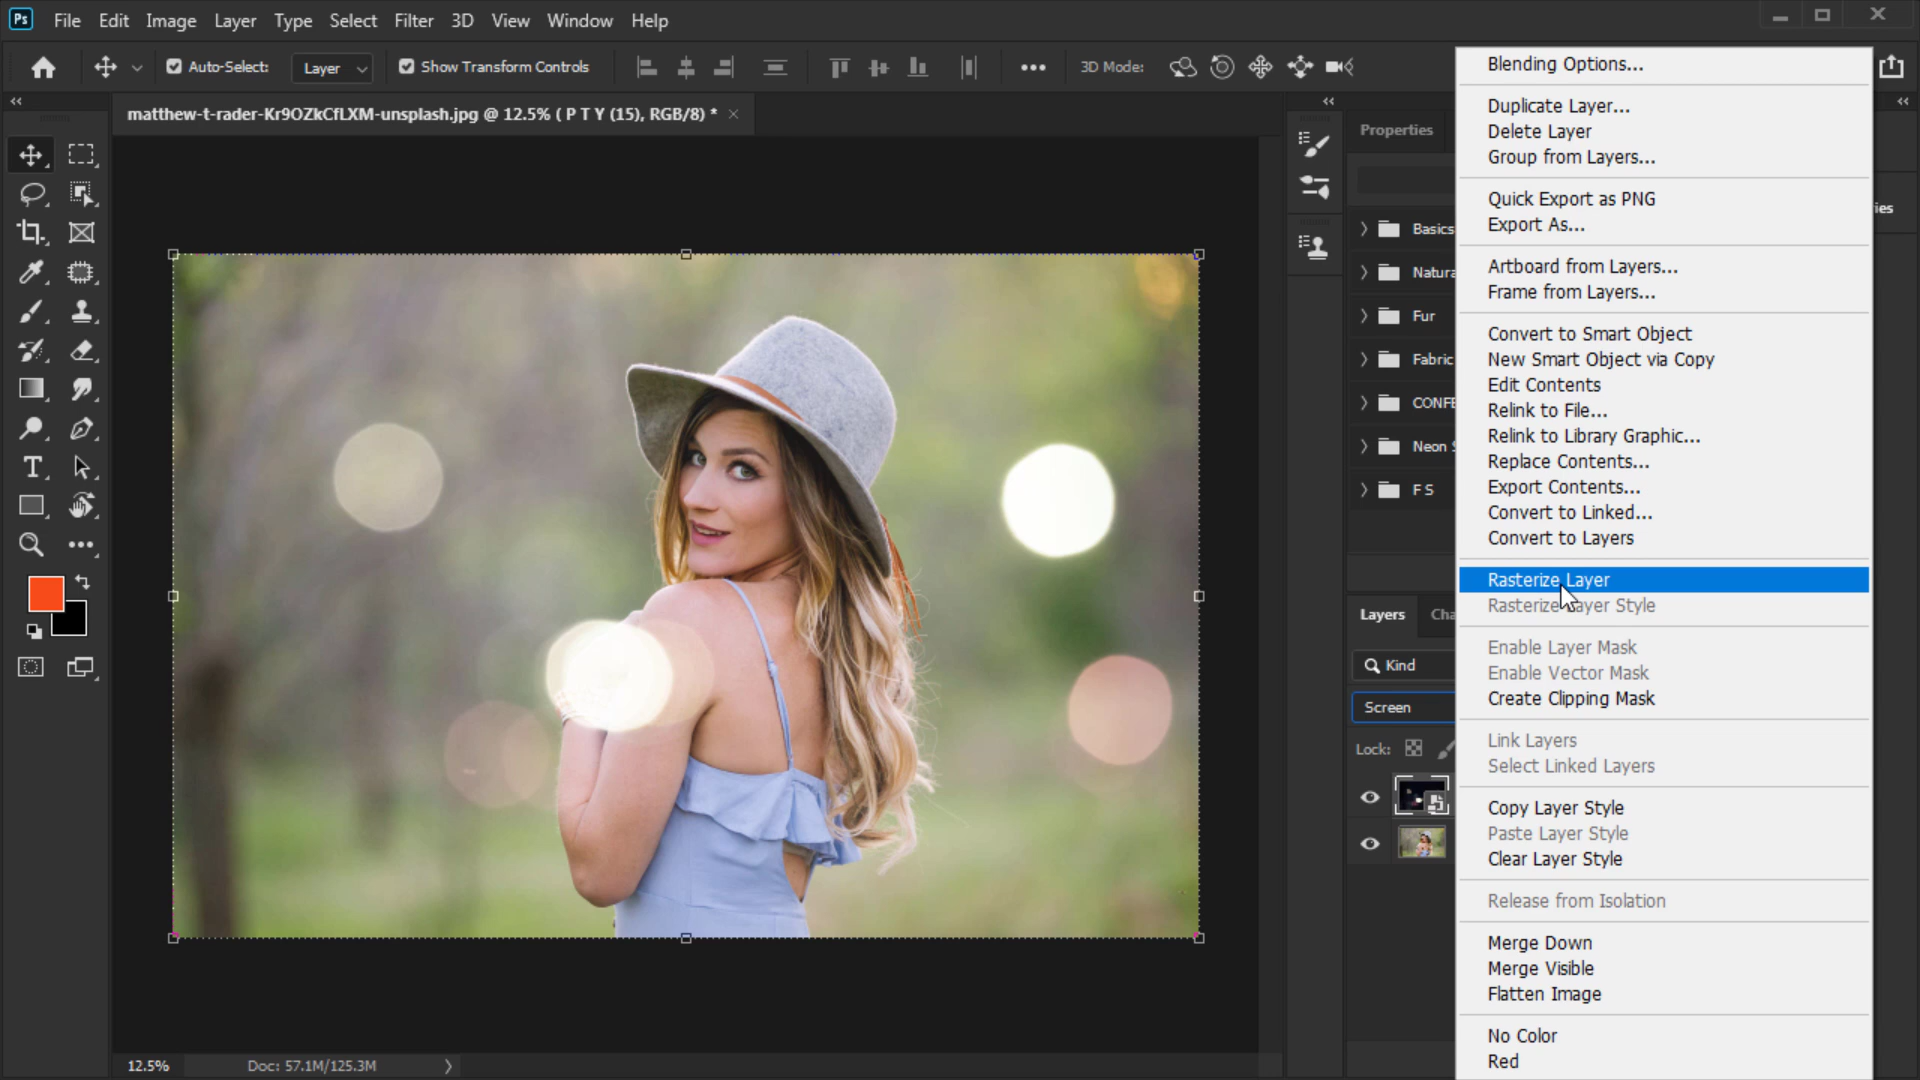 Ps File Edit Image Layer Type Select Filter 3D View Window Help
Auto-Select: Layer Show Transform Controls 3D Mode:
matthew-t-rader-Kr9OZkCfLXM-unsplash.jpg @ 12.5% ( P T Y (15), RGB/8) *
Properties
Basics
Natura
Fur
Fabric
CONFE
Neon S
F S
Layers Cha
Kind
Screen
Lock:
Blending Options...
Duplicate Layer...
Delete Layer
Group from Layers...
Quick Export as PNG
Export As...
Artboard from Layers...
Frame from Layers...
Convert to Smart Object
New Smart Object via Copy
Edit Contents
Relink to File...
Relink to Library Graphic...
Replace Contents...
Export Contents...
Convert to Linked...
Convert to Layers
Rasterize Layer
Rasterize Layer Style
Enable Layer Mask
Enable Vector Mask
Create Clipping Mask
Link Layers
Select Linked Layers
Copy Layer Style
Paste Layer Style
Clear Layer Style
Release from Isolation
Merge Down
Merge Visible
Flatten Image
No Color
Red
ies
12.5% Doc: 57.1M/125.3M